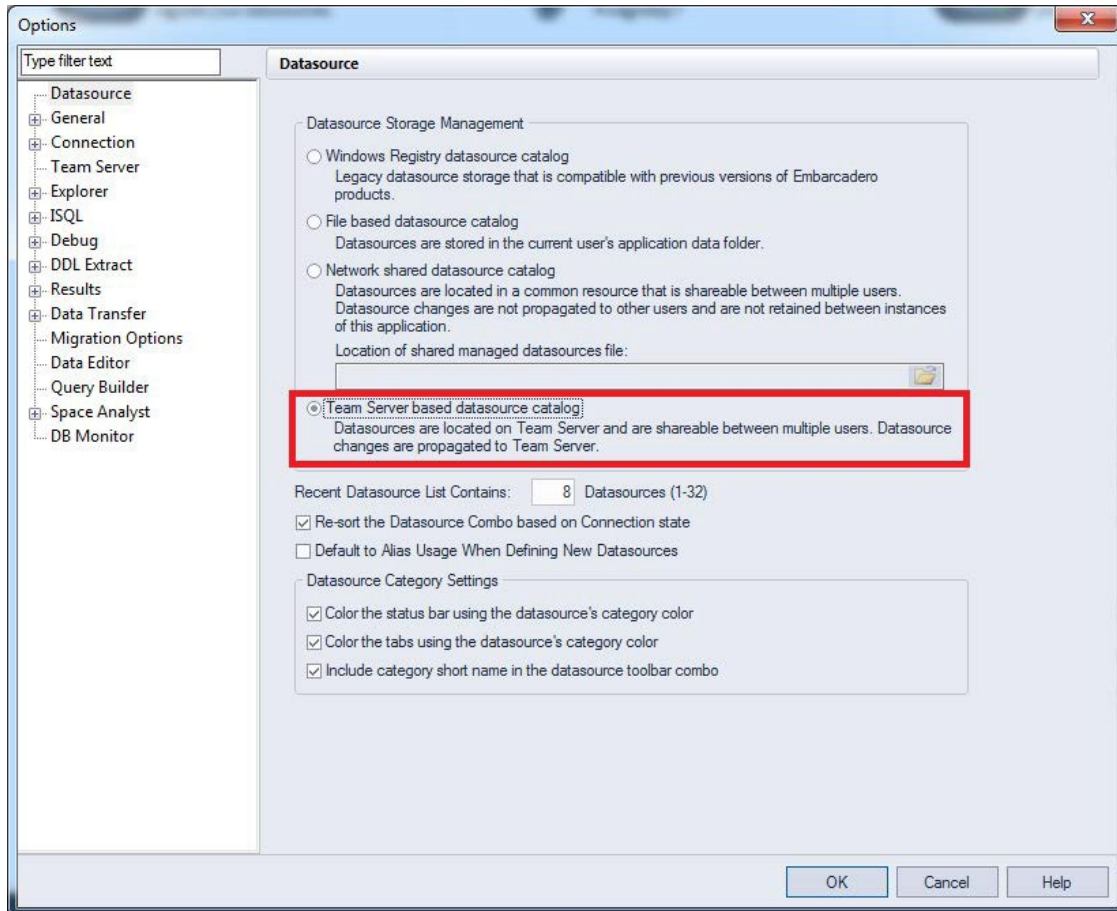 Options
Type filter text
Datasource
Datasource
General
Connection
Team Server
Explorer
ISQL
Debug
DDL Extract
Results
Data Transfer
Migration Options
Data Editor
Query Builder
Space Analyst
DB Monitor
Datasource Storage Management
Windows Registry datasource catalog
Legacy datasource storage that is compatible with previous versions of Embarcadero
products.
File based datasource catalog
Datasources are stored in the current user's application data folder.
Network shared datasource catalog
Datasources are located in a common resource that is shareable between multiple users.
Datasource changes are not propagated to other users and are not retained between instances
of this application.
Location of shared managed datasources file:
Team Server based datasource catalog
Datasources are located on Team Server and are shareable between multiple users. Datasource
changes are propagated to Team Server.
Recent Datasource List Contains: 8 Datasources (1-32)
Re-sort the Datasource Combo based on Connection state
Default to Alias Usage When Defining New Datasources
Datasource Category Settings
Color the status bar using the datasource's category color
Color the tabs using the datasource's category color
Include category short name in the datasource toolbar combo
OK Cancel Help